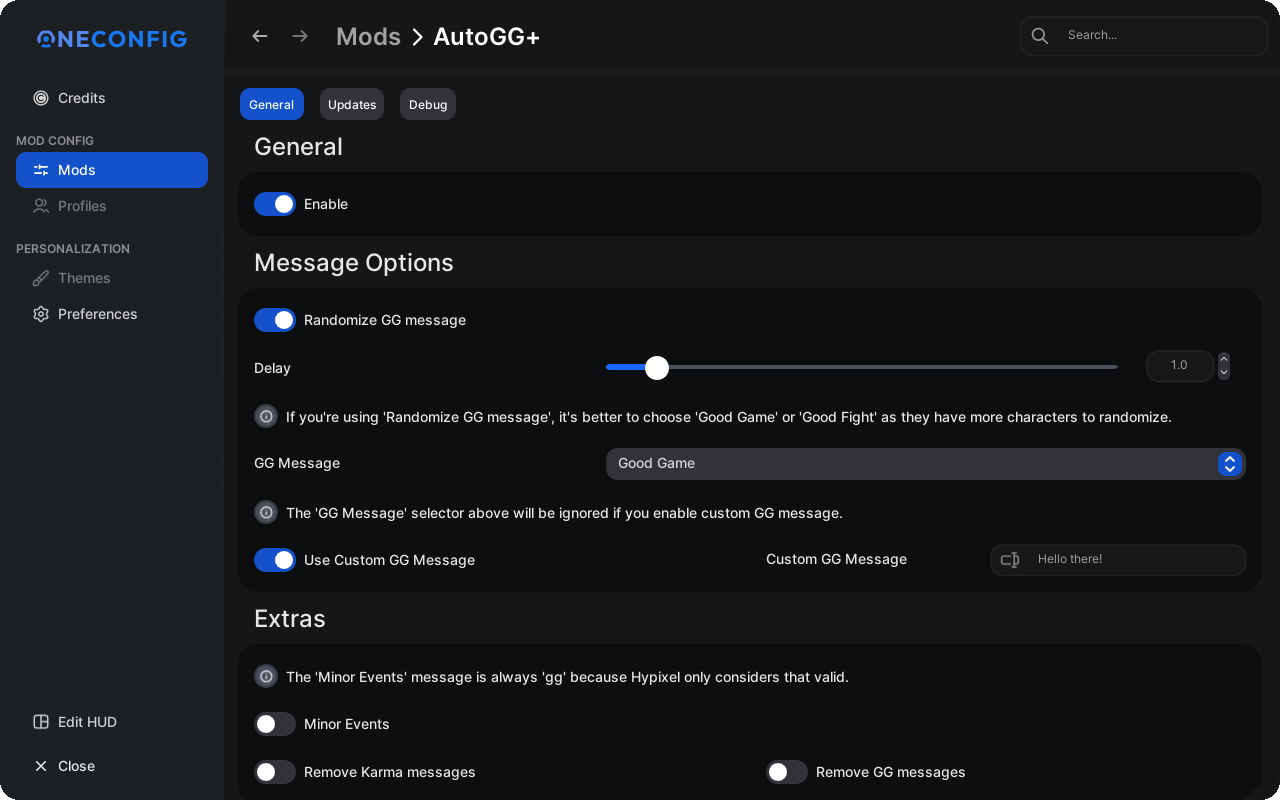 ONECONFIG
Mods > AutoGG+
Search...
Credits
MOD CONFIG
Mods
Profiles
PERSONALIZATION
Themes
Preferences
Edit HUD
Close
General
Updates
Debug
General
Enable
Message Options
Randomize GG message
Delay
1.0
If you're using 'Randomize GG message', it's better to choose 'Good Game' or 'Good Fight' as they have more characters to randomize.
GG Message
Good Game
The 'GG Message' selector above will be ignored if you enable custom GG message.
Use Custom GG Message
Custom GG Message
Hello there!
Extras
The 'Minor Events' message is always 'gg' because Hypixel only considers that valid.
Minor Events
Remove Karma messages
Remove GG messages